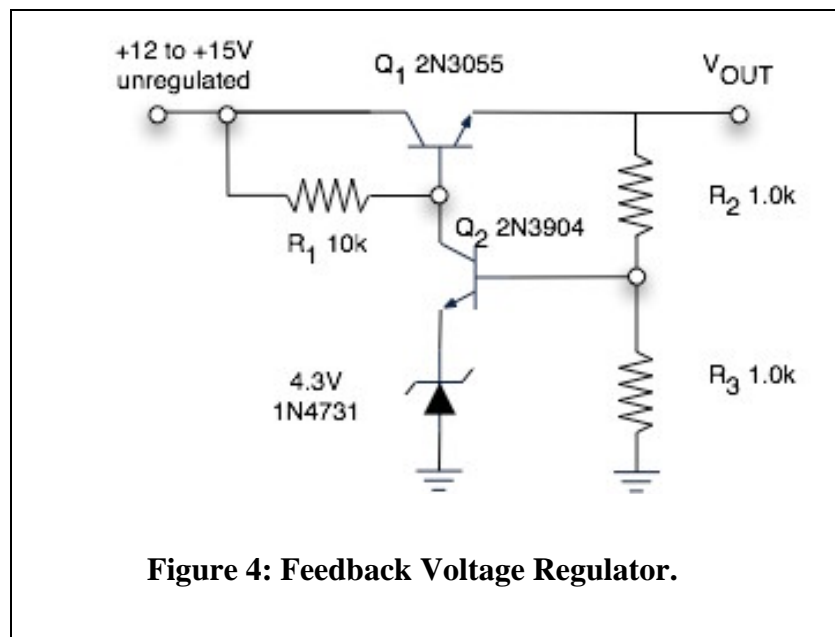 +12 to +15V
unregulated
Q1 2N3055
VOUT
R1 10k
Q2 2N3904
R2 1.0k
4.3V
1N4731
R3 1.0k
Figure 4: Feedback Voltage Regulator.